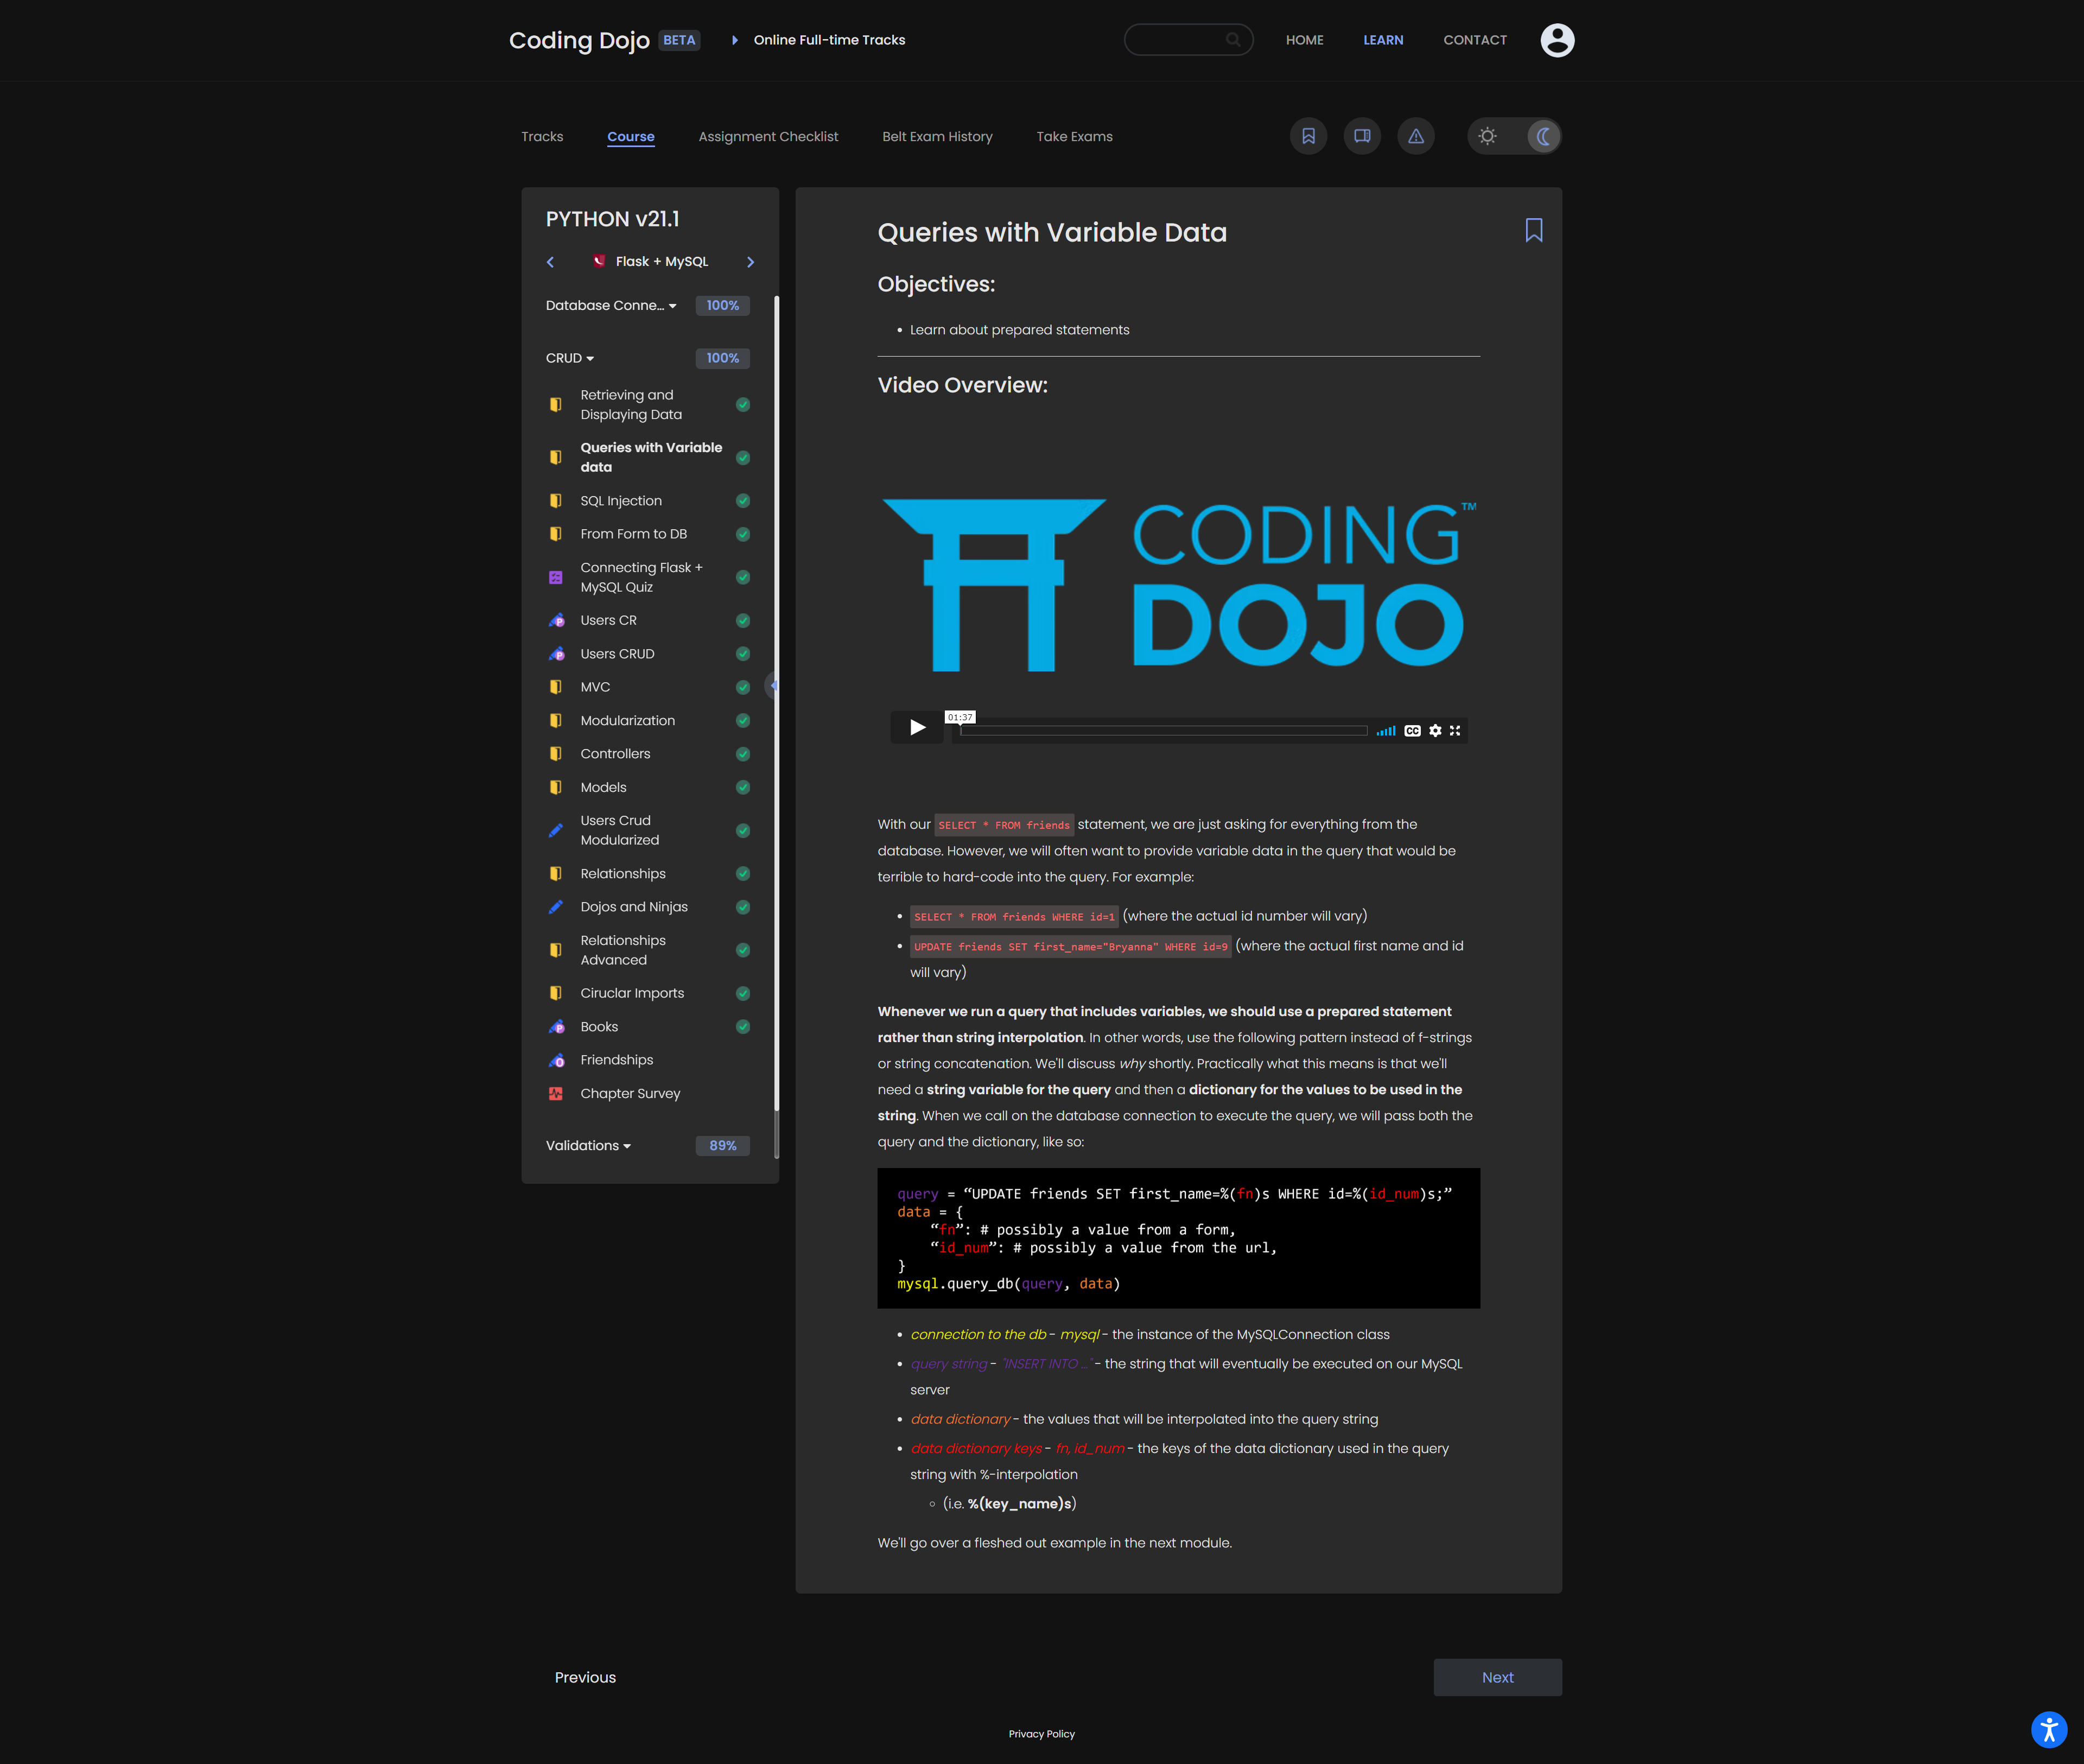 Coding Dojo BETA Online Full-time Tracks HOME LEARN CONTACT
Tracks Course Assignment Checklist Belt Exam History Take Exams
PYTHON v21.1
Flask + MySQL
Database Conne... 100%
CRUD 100%
Retrieving and
Displaying Data
Queries with Variable
data
SQL Injection
From Form to DB
Connecting Flask +
MySQL Quiz
Users CR
Users CRUD
MVC
Modularization
Controllers
Models
Users Crud
Modularized
Relationships
Dojos and Ninjas
Relationships
Advanced
Ciruclar Imports
Books
Friendships
Chapter Survey
Validations 89%
Queries with Variable Data
Objectives:
• Learn about prepared statements
Video Overview:
CODING™
DOJO
01:37
CC
With our SELECT * FROM friends statement, we are just asking for everything from the
database. However, we will often want to provide variable data in the query that would be
terrible to hard-code into the query. For example:
• SELECT * FROM friends WHERE id=1 (where the actual id number will vary)
• UPDATE friends SET first_name="Bryanna" WHERE id=9 (where the actual first name and id
will vary)
Whenever we run a query that includes variables, we should use a prepared statement
rather than string interpolation. In other words, use the following pattern instead of f-strings
or string concatenation. We'll discuss why shortly. Practically what this means is that we'll
need a string variable for the query and then a dictionary for the values to be used in the
string. When we call on the database connection to execute the query, we will pass both the
query and the dictionary, like so:
query = “UPDATE friends SET first_name=%(fn)s WHERE id=%(id_num)s;”
data = {
“fn”: # possibly a value from a form,
“id_num”: # possibly a value from the url,
}
mysql.query_db(query, data)
• connection to the db - mysql - the instance of the MySQLConnection class
• query string - "INSERT INTO ..." - the string that will eventually be executed on our MySQL
server
• data dictionary - the values that will be interpolated into the query string
• data dictionary keys - fn, id_num - the keys of the data dictionary used in the query
string with %-interpolation
◦ (i.e. %(key_name)s)
We'll go over a fleshed out example in the next module.
Previous Next
Privacy Policy